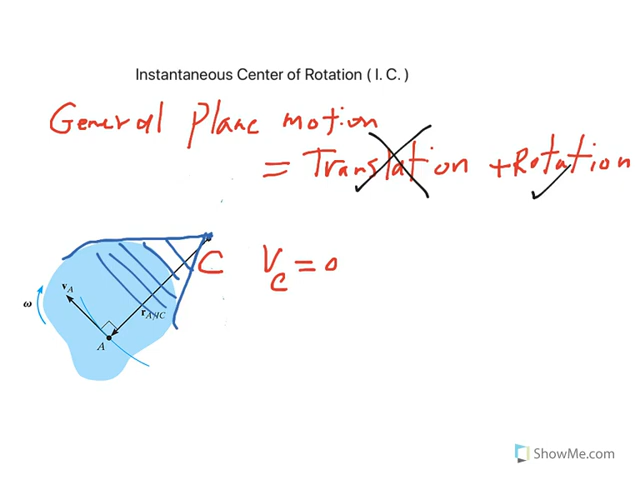 Instantaneous Center of Rotation ( I. C. )
General Plane motion
= Translation + Rotation
C V_C = 0
v_A
ω
r_A/IC
A
ShowMe.com